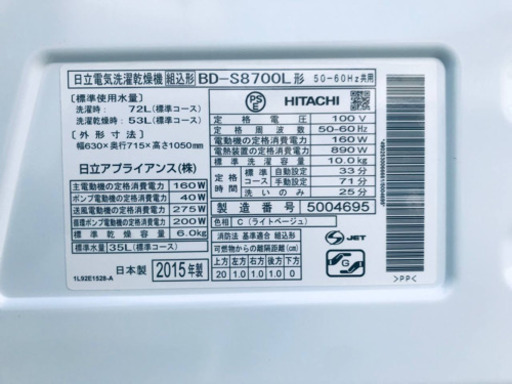 日立電気洗濯乾燥機 組込形 BD-S8700L形 50-60Hz共用
[標準使用水量]
洗濯時: 72L(標準コース)
洗濯乾燥時: 53L(標準コース)
[外形寸法]
幅630×奥行715×高さ1050mm
日立アプライアンス(株)
主電動機の定格消費電力 160W
ポンプ電動機の定格消費電力 40W
送風電動機の定格消費電力 275W
循環ポンプ電動機の定格消費電力 200W
標準乾燥容量 6.0kg
標準水量 35L(標準コース)
日本製 2015年製
1L92E1528-A
PS
E
HITACHI
定格電圧 100V
定格周波数 50-60Hz
電動機の定格消費電力 160W
電熱装置の定格消費電力 890W
標準洗濯容量 10.0kg
定格時間 標準コース 自動設定 33分
手動設定 71分
洗いのみ 25分
製造番号 5004695
色相 C(ライトベージュ)
消防法 基準適合 組込形
可燃物からの離隔距離(cm)
上方 左方 右方 前方 後方 下方
20 1.0 1.0 0 1.0 0
S JET
G
>PP<